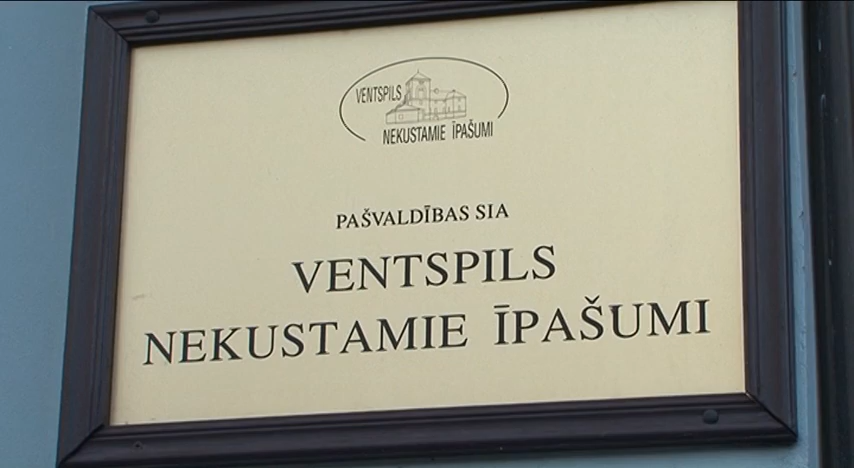 VENTSPILS
NEKUSTAMIE ĪPAŠUMI
PAŠVALDĪBAS SIA
VENTSPILS
NEKUSTAMIE ĪPAŠUMI